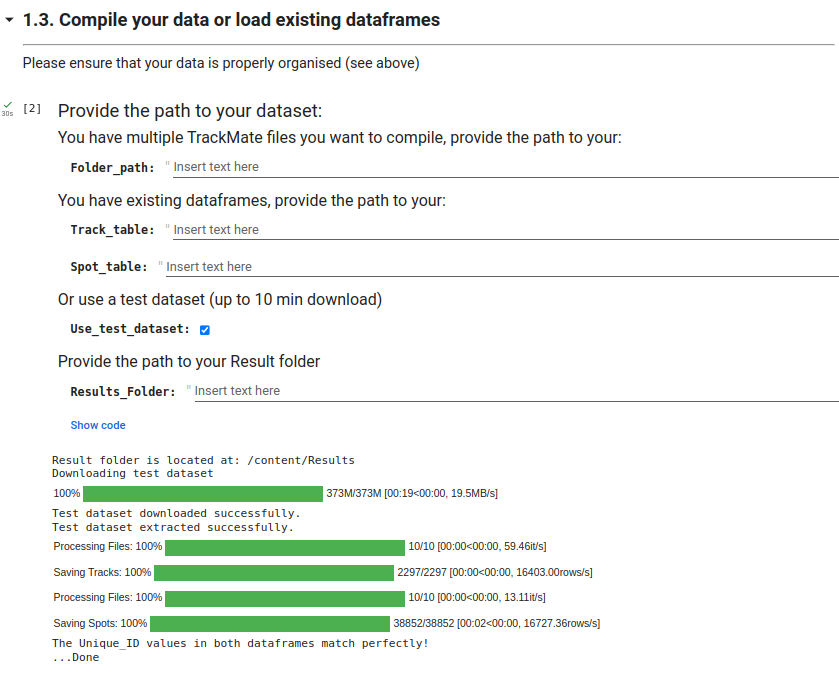 1.3. Compile your data or load existing dataframes
Please ensure that your data is properly organised (see above)
30s
[2]
Provide the path to your dataset:
You have multiple TrackMate files you want to compile, provide the path to your:
Folder_path: " Insert text here
You have existing dataframes, provide the path to your:
Track_table: " Insert text here
Spot_table: " Insert text here
Or use a test dataset (up to 10 min download)
Use_test_dataset:
Provide the path to your Result folder
Results_Folder: " Insert text here
Show code
Result folder is located at: /content/Results
Downloading test dataset
100% 373M/373M [00:19<00:00, 19.5MB/s]
Test dataset downloaded successfully.
Test dataset extracted successfully.
Processing Files: 100% 10/10 [00:00<00:00, 59.46it/s]
Saving Tracks: 100% 2297/2297 [00:00<00:00, 16403.00rows/s]
Processing Files: 100% 10/10 [00:00<00:00, 13.11it/s]
Saving Spots: 100% 38852/38852 [00:02<00:00, 16727.36rows/s]
The Unique_ID values in both dataframes match perfectly!
...Done